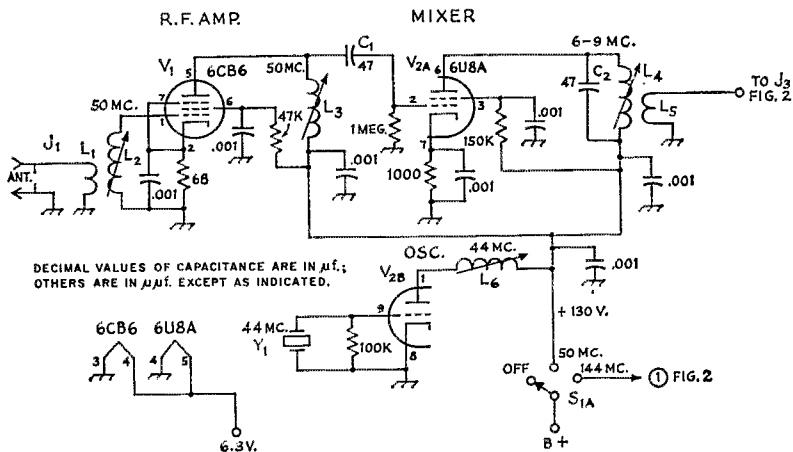 R.F. AMP.
MIXER
V1
6CB6
5
7
1
6
2
50 MC.
J1
ANT.
L1
L2
.001
68
.001
47K
50 MC.
L3
.001
C1
47
1 MEG.
V2A
6U8A
6
2
3
7
1000
.001
150K
.001
6-9 MC.
47
C2
L4
L5
TO J3
FIG. 2
.001
DECIMAL VALUES OF CAPACITANCE ARE IN μf.;
OTHERS ARE IN μμf. EXCEPT AS INDICATED.
OSC.
V2B
1
9
8
44 MC.
L6
.001
44 MC.
Y1
100K
+130 V.
50 MC.
OFF
144 MC.
1 FIG. 2
S1A
B+
6CB6
6U8A
3
4
4
5
6.3V.